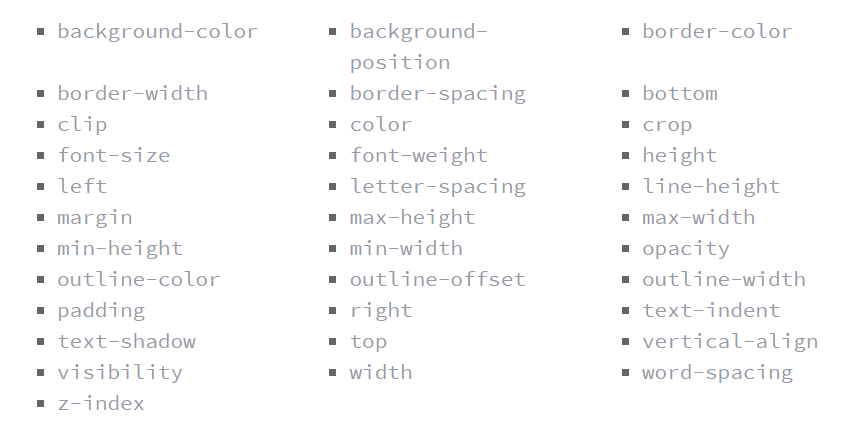 background-color
background-
position
border-color
border-width
border-spacing
bottom
clip
color
crop
font-size
font-weight
height
left
letter-spacing
line-height
margin
max-height
max-width
min-height
min-width
opacity
outline-color
outline-offset
outline-width
padding
right
text-indent
text-shadow
top
vertical-align
visibility
width
word-spacing
z-index